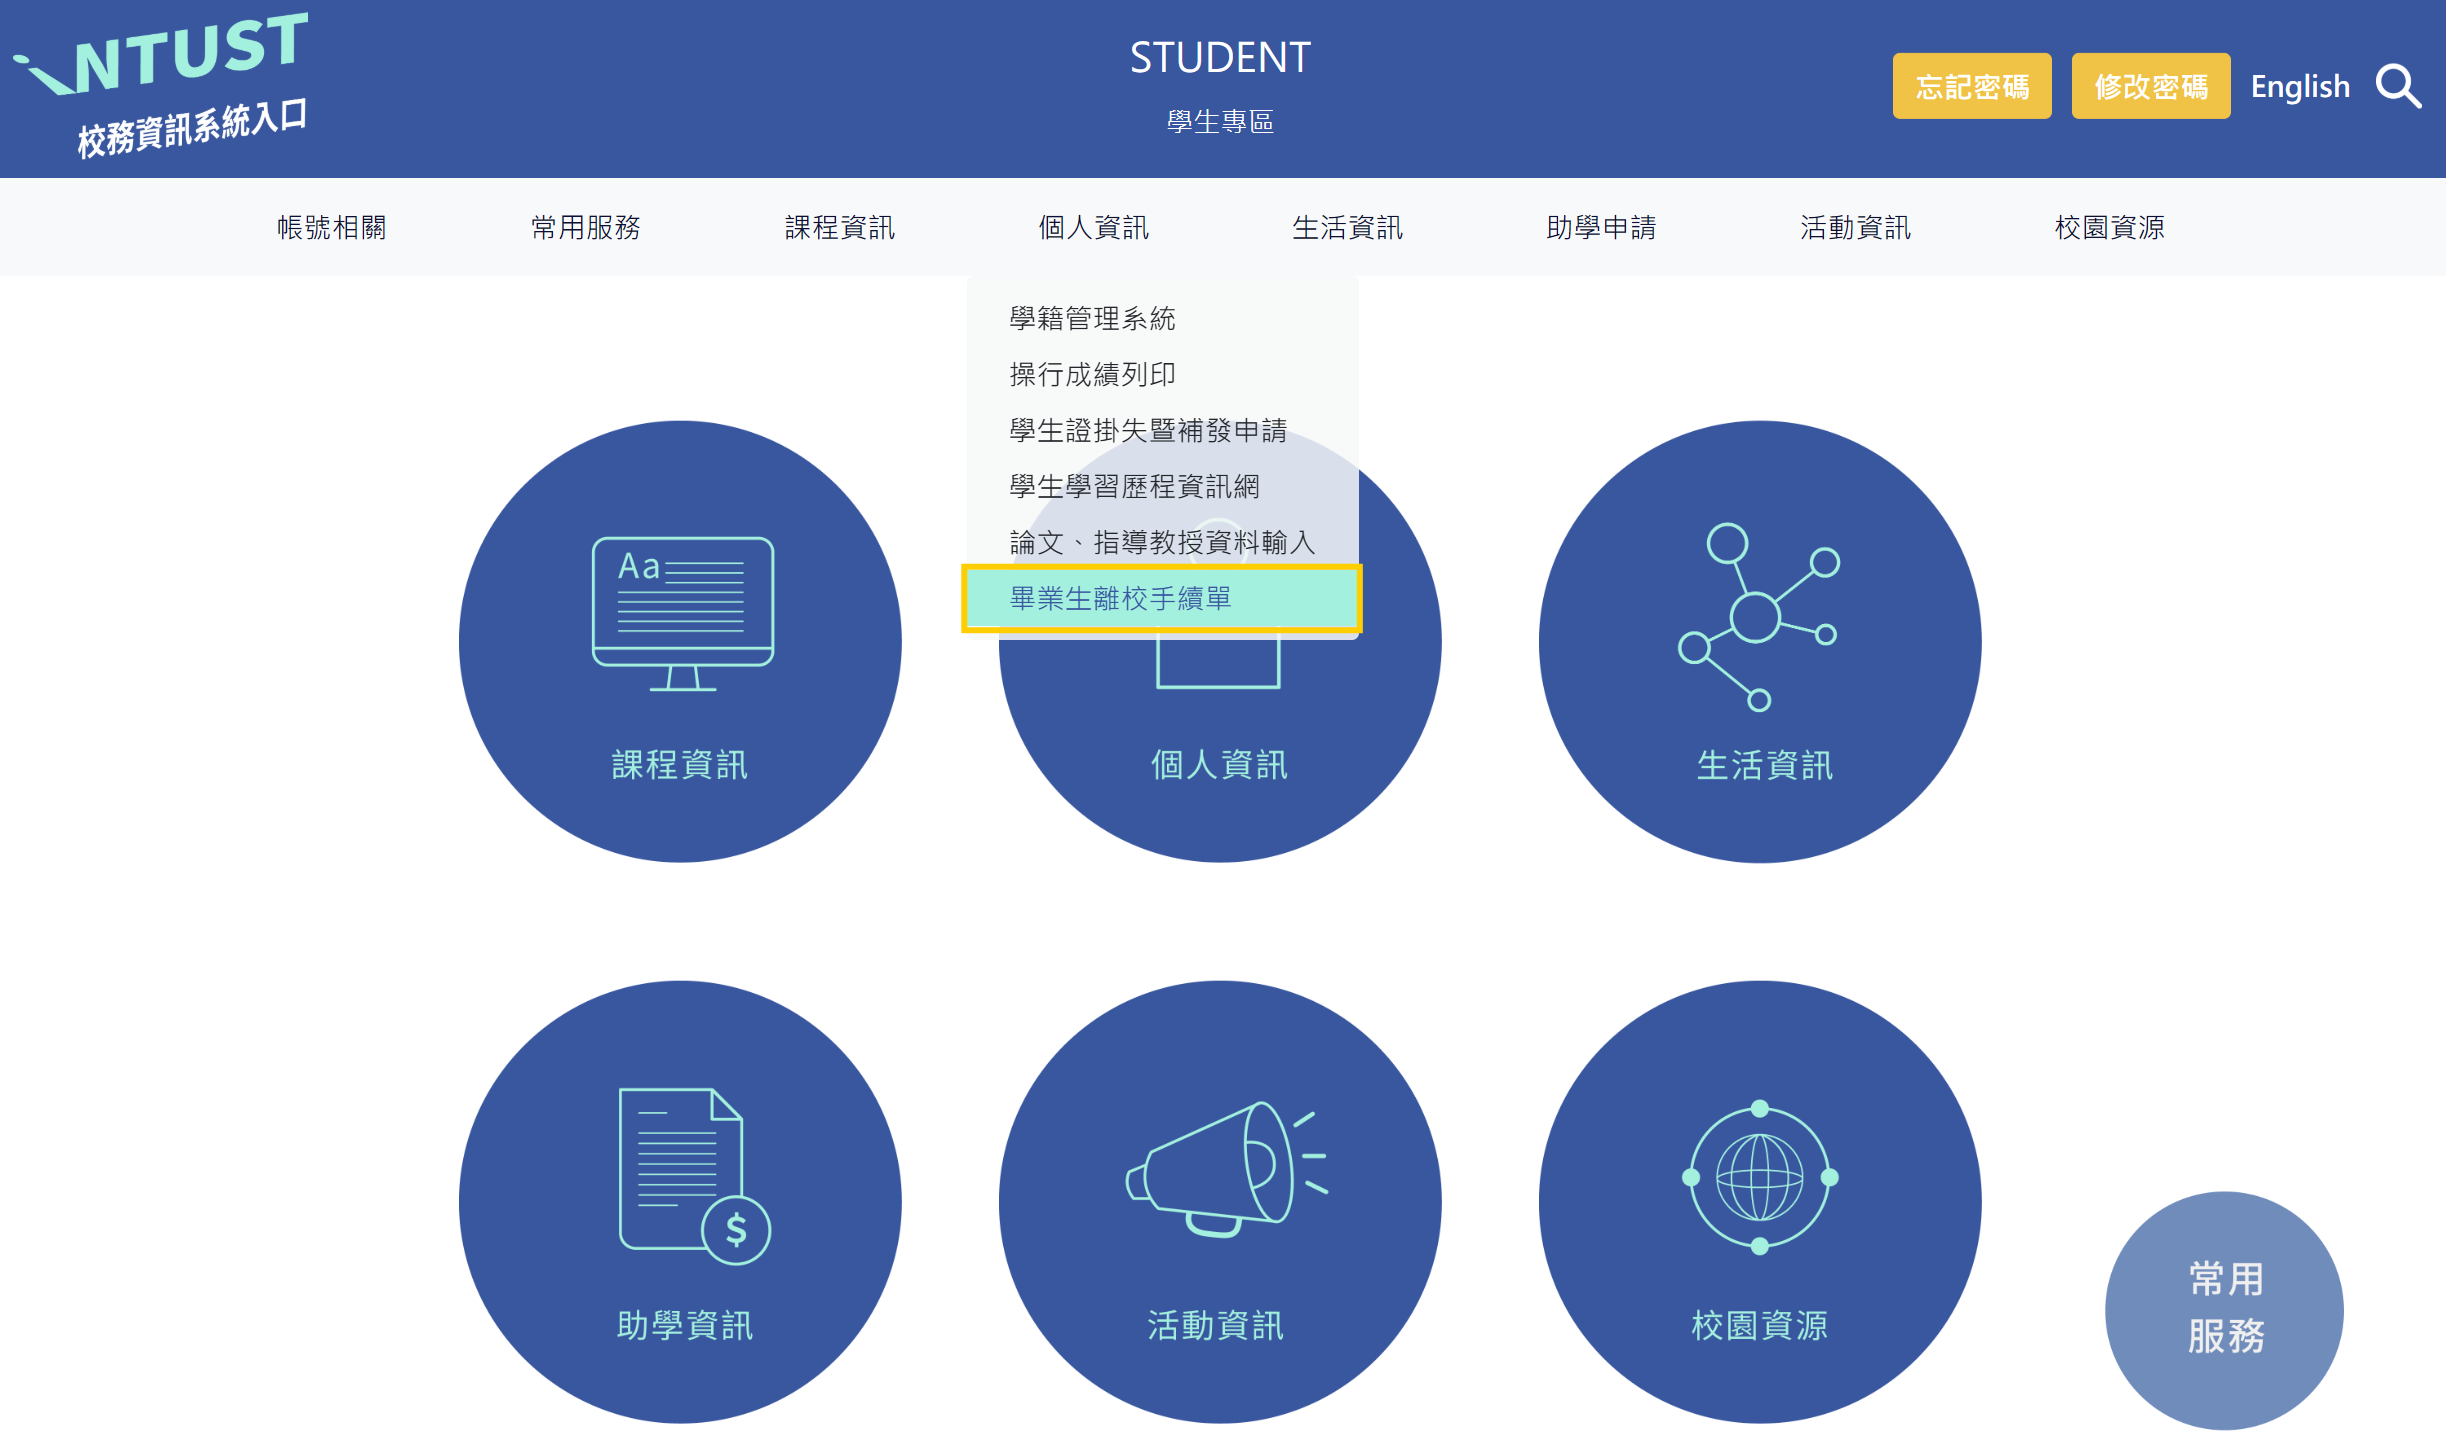 NTUST
校務資訊系統入口
STUDENT
學生專區
忘記密碼
修改密碼
English
帳號相關
常用服務
課程資訊
個人資訊
生活資訊
助學申請
活動資訊
校園資源
學籍管理系統
操行成績列印
學生證掛失暨補發申請
學生學習歷程資訊網
論文、指導教授資料輸入
畢業生離校手續單
Aa
課程資訊
個人資訊
生活資訊
$
助學資訊
活動資訊
校園資源
常用
服務